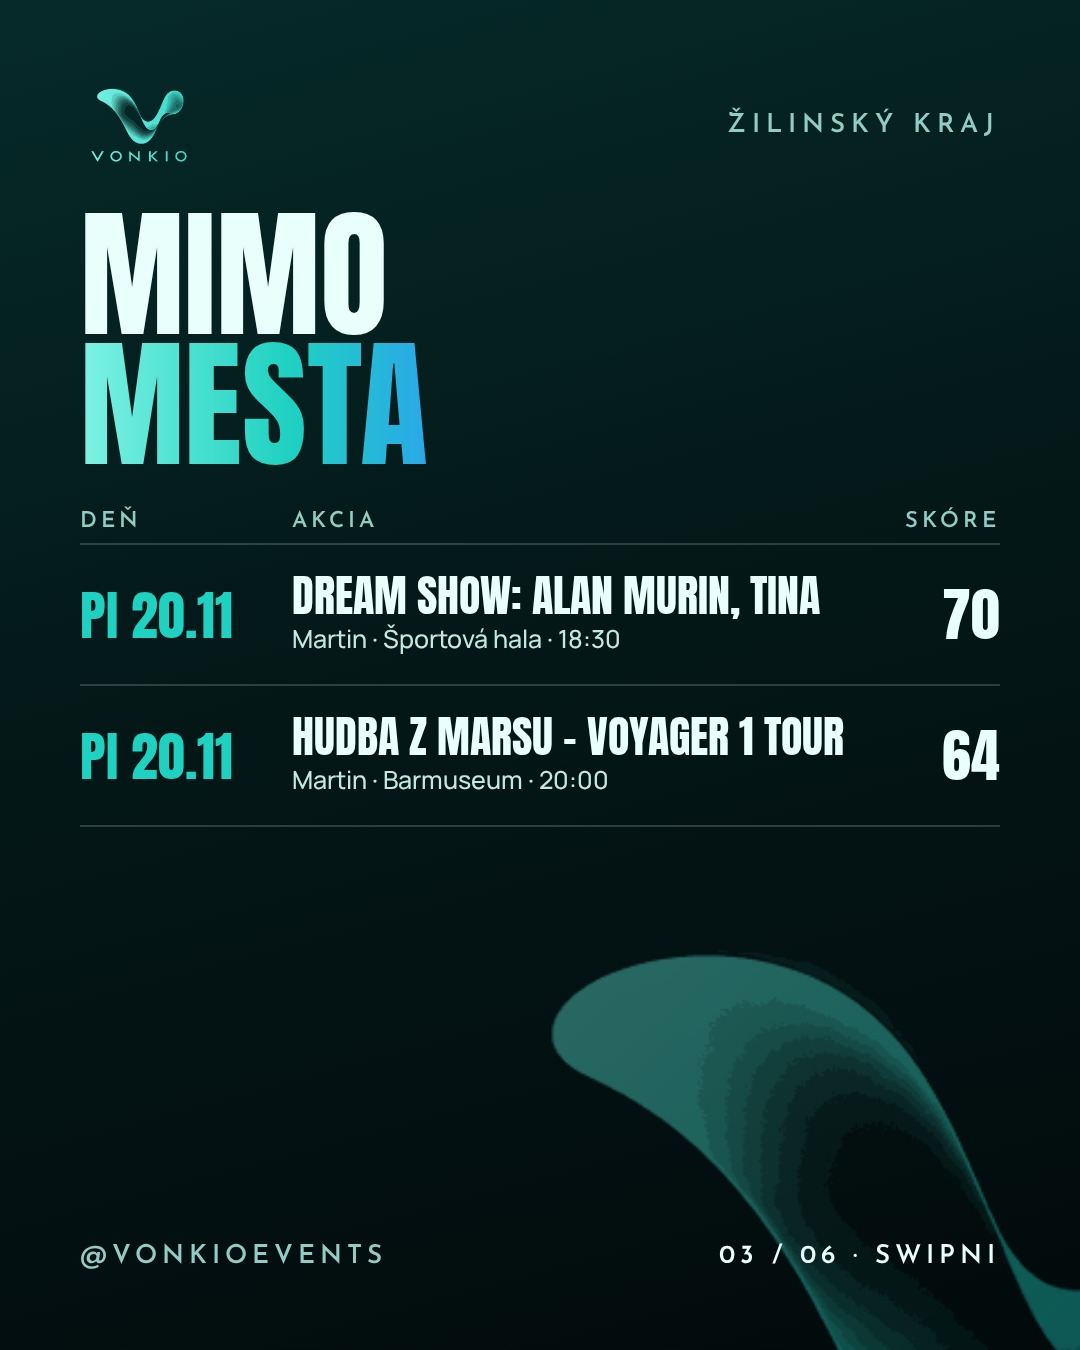 VONKIO
ŽILINSKÝ KRAJ
MIMO
MESTA
DEŇ AKCIA SKÓRE
PI 20.11 DREAM SHOW: ALAN MURIN, TINA 70
Martin · Športová hala · 18:30
PI 20.11 HUDBA Z MARSU - VOYAGER 1 TOUR 64
Martin · Barmuseum · 20:00
@VONKIOEVENTS 03 / 06 · SWIPNI